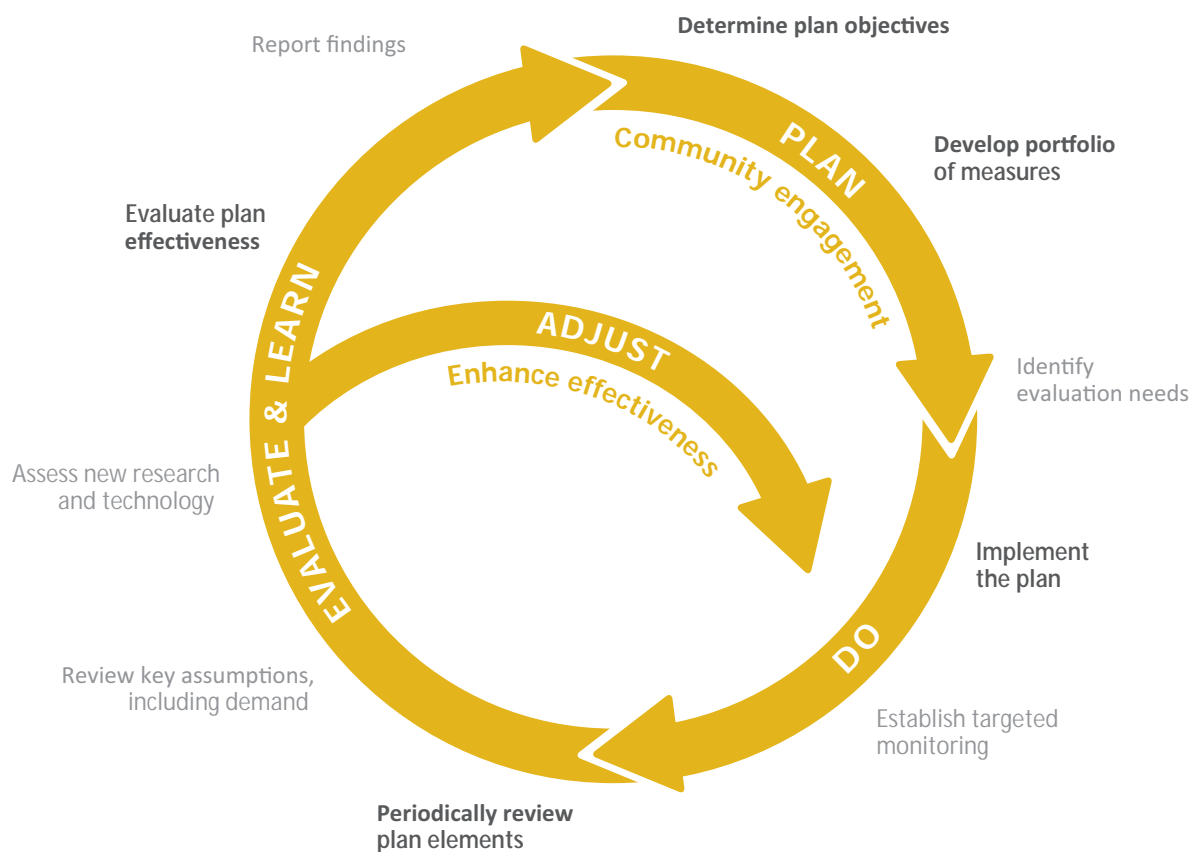 Report findings
Determine plan objectives
PLAN
Community engagement
Develop portfolio
of measures
Evaluate plan
effectiveness
EVALUATE & LEARN
ADJUST
Enhance effectiveness
Identify
evaluation needs
Assess new research
and technology
Implement
the plan
DO
Review key assumptions,
including demand
Establish targeted
monitoring
Periodically review
plan elements